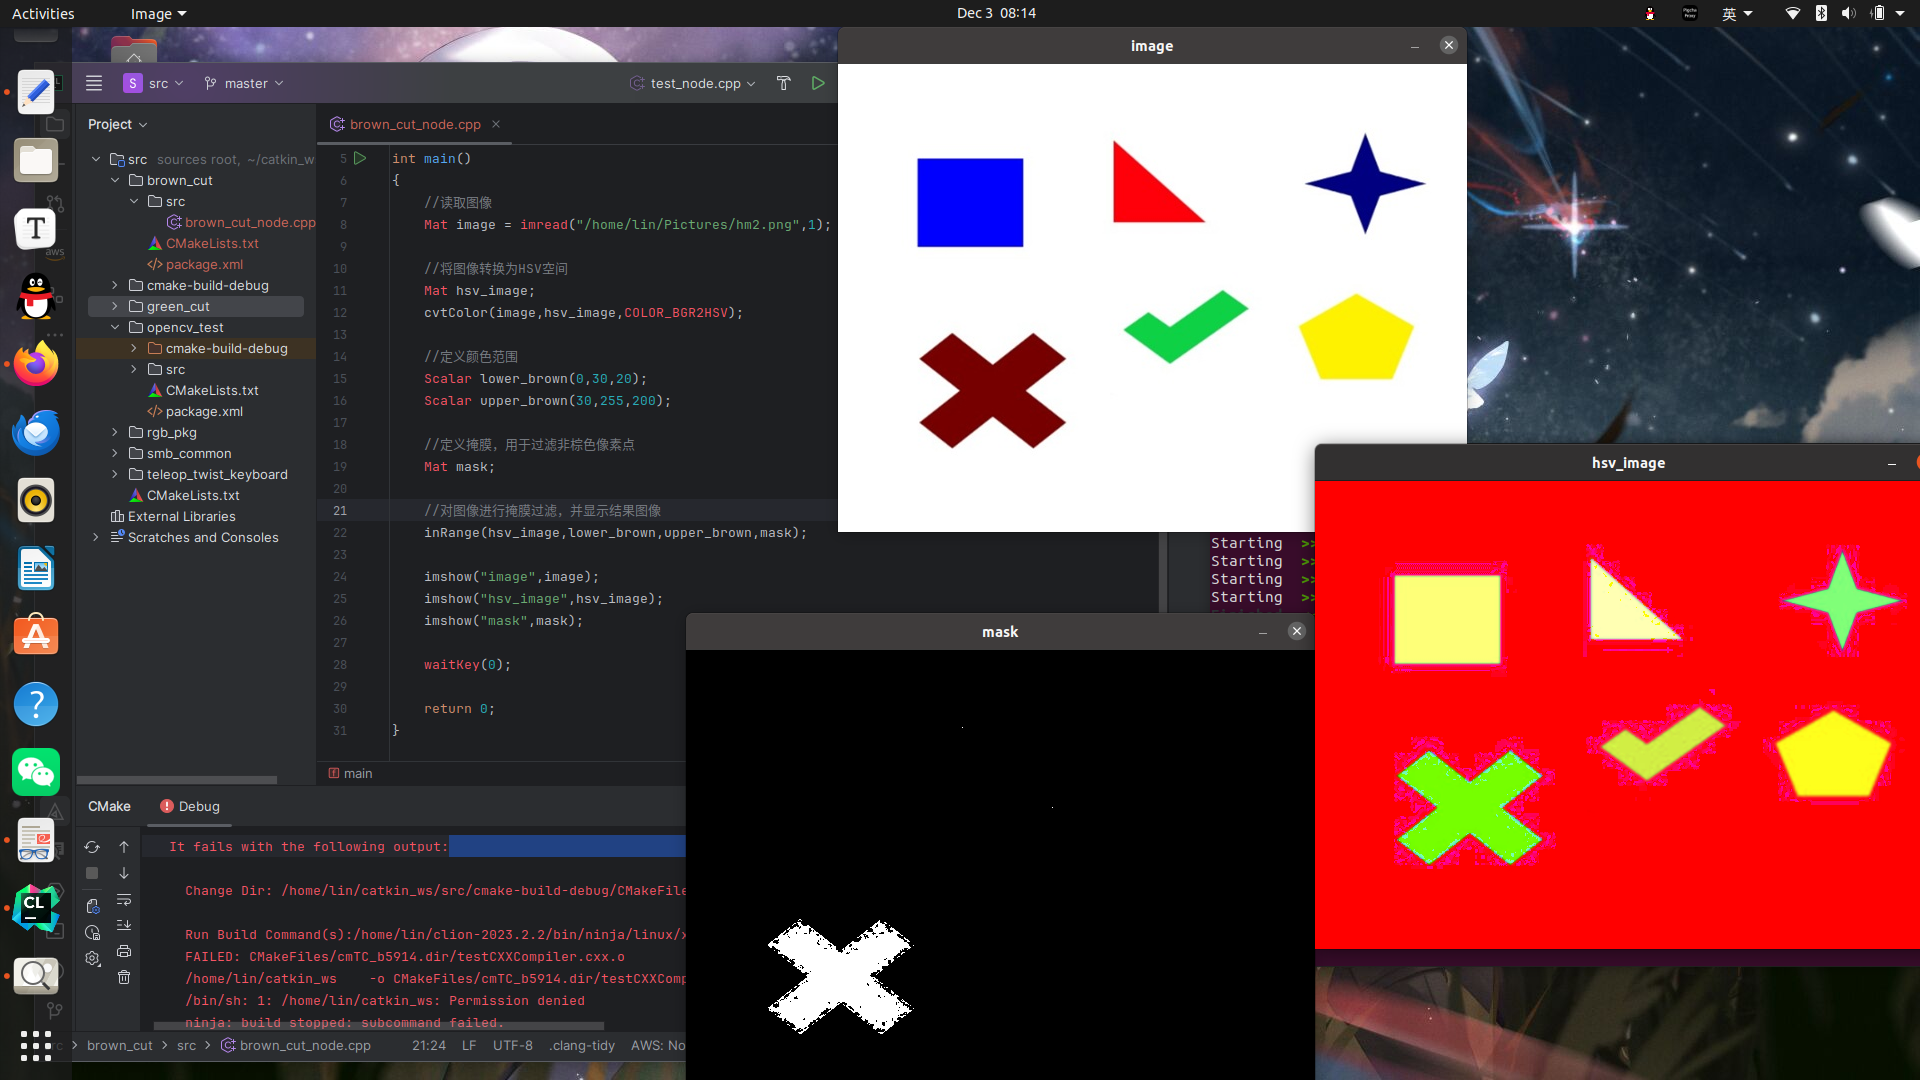 Activities
Image
Dec 3 08:14
英
src
master
test_node.cpp
Project
brown_cut_node.cpp
src sources root, ~/catkin_w
brown_cut
src
brown_cut_node.cpp
CMakeLists.txt
package.xml
cmake-build-debug
green_cut
opencv_test
cmake-build-debug
src
CMakeLists.txt
package.xml
rgb_pkg
smb_common
teleop_twist_keyboard
CMakeLists.txt
External Libraries
Scratches and Consoles
5 int main()
6 {
7 //读取图像
8 Mat image = imread("/home/lin/Pictures/hm2.png",1);
9
10 //将图像转换为HSV空间
11 Mat hsv_image;
12 cvtColor(image,hsv_image,COLOR_BGR2HSV);
13
14 //定义颜色范围
15 Scalar lower_brown(0,30,20);
16 Scalar upper_brown(30,255,200);
17
18 //定义掩膜，用于过滤非棕色像素点
19 Mat mask;
20
21 //对图像进行掩膜过滤，并显示结果图像
22 inRange(hsv_image,lower_brown,upper_brown,mask);
23
24 imshow("image",image);
25 imshow("hsv_image",hsv_image);
26 imshow("mask",mask);
27
28 waitKey(0);
29
30 return 0;
31 }
main
image
hsv_image
mask
Starting >>
Starting >>
Starting >>
Starting >>
CMake
Debug
It fails with the following output:
Change Dir: /home/lin/catkin_ws/src/cmake-build-debug/CMakeFile
Run Build Command(s):/home/lin/clion-2023.2.2/bin/ninja/linux/x
FAILED: CMakeFiles/cmTC_b5914.dir/testCXXCompiler.cxx.o
/home/lin/catkin_ws -o CMakeFiles/cmTC_b5914.dir/testCXXComp
/bin/sh: 1: /home/lin/catkin_ws: Permission denied
ninja: build stopped: subcommand failed.
brown_cut
src
brown_cut_node.cpp
21:24
LF
UTF-8
.clang-tidy
AWS: No